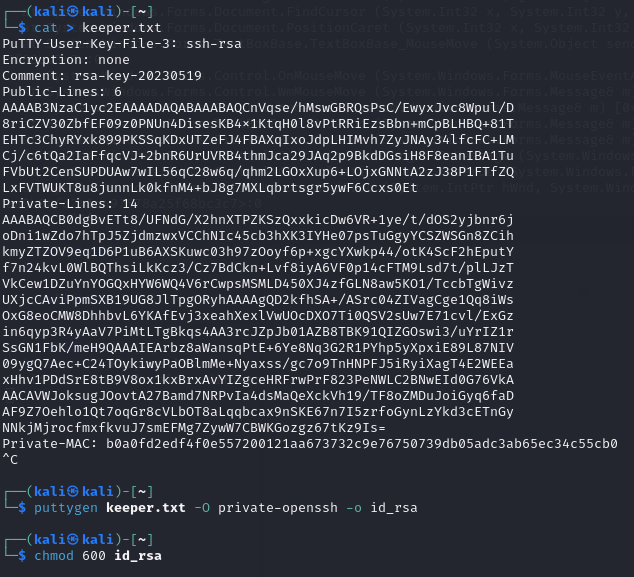 ┌──(kali㉿kali)-[~]
└─$ cat > keeper.txt
PuTTY-User-Key-File-3: ssh-rsa
Encryption: none
Comment: rsa-key-20230519
Public-Lines: 6
AAAAB3NzaC1yc2EAAAADAQABAAABAQCnVqse/hMswGBRQsPsC/EwyxJvc8Wpul/D
8riCZV30ZbfEF09z0PNUn4DisesKB4×1KtqH0l8vPtRRiEzsBbn+mCpBLHBQ+81T
EHTc3ChyRYxk899PKSSqKDxUTZeFJ4FBAXqIxoJdpLHIMvh7ZyJNAy34lfcFC+LM
Cj/c6tQa2IaFfqcVJ+2bnR6UrUVRB4thmJca29JAq2p9BkdDGsiH8F8eanIBA1Tu
FVbUt2CenSUPDUAw7wIL56qC28w6q/qhm2LGOxXup6+LOjxGNNtA2zJ38P1FTfZQ
LxFVTWUKT8u8junnLk0kfnM4+bJ8g7MXLqbrtsgr5ywF6Ccxs0Et
Private-Lines: 14
AAABAQCB0dgBvETt8/UFNdG/X2hnXTPZKSzQxxkicDw6VR+1ye/t/dOS2yjbnr6j
oDni1wZdo7hTpJ5ZjdmzwxVCChNIc45cb3hXK3IYHe07psTuGgyYCSZWSGn8ZCih
kmyZTZOV9eq1D6P1uB6AXSKuwc03h97zOoyf6p+xgcYXwkp44/otK4ScF2hEputY
f7n24kvL0WlBQThsiLkKcz3/Cz7BdCkn+Lvf8iyA6VF0p14cFTM9Lsd7t/plLJzT
VkCew1DZuYnYOGQxHYW6WQ4V6rCwpsMSMLD450XJ4zfGLN8aw5KO1/TccbTgWivz
UXjcCAviPpmSXB19UG8JlTpgORyhAAAAgQD2kfhSA+/ASrc04ZIVagCge1Qq8iWs
OxG8eoCMW8DhhbvL6YKAfEvj3xeahXexlVwUOcDXO7Ti0QSV2sUw7E71cvl/ExGz
in6qyp3R4yAaV7PiMtLTgBkqs4AA3rcJZpJb01AZB8TBK91QIZGOswi3/uYrIZ1r
SsGN1FbK/meH9QAAAIEArbz8aWansqPtE+6Ye8Nq3G2R1PYhp5yXpxiE89L87NIV
09ygQ7Aec+C24TOykiwyPaOBlmMe+Nyaxss/gc7o9TnHNPFJ5iRyiXagT4E2WEEa
xHhv1PDdSrE8tB9V8ox1kxBrxAvYIZgceHRFrwPrF823PeNWLC2BNwEId0G76VkA
AACAVWJoksugJOovtA27Bamd7NRPvIa4dsMaQeXckVh19/TF8oZMDuJoiGyq6faD
AF9Z7Oehlo1Qt7oqGr8cVLbOT8aLqqbcax9nSKE67n7I5zrfoGynLzYkd3cETnGy
NNkjMjrocfmxfkvuJ7smEFMg7ZywW7CBWKGozgz67tKz9Is=
Private-MAC: b0a0fd2edf4f0e557200121aa673732c9e76750739db05adc3ab65ec34c55cb0
^C
┌──(kali㉿kali)-[~]
└─$ puttygen keeper.txt -O private-openssh -o id_rsa
┌──(kali㉿kali)-[~]
└─$ chmod 600 id_rsa